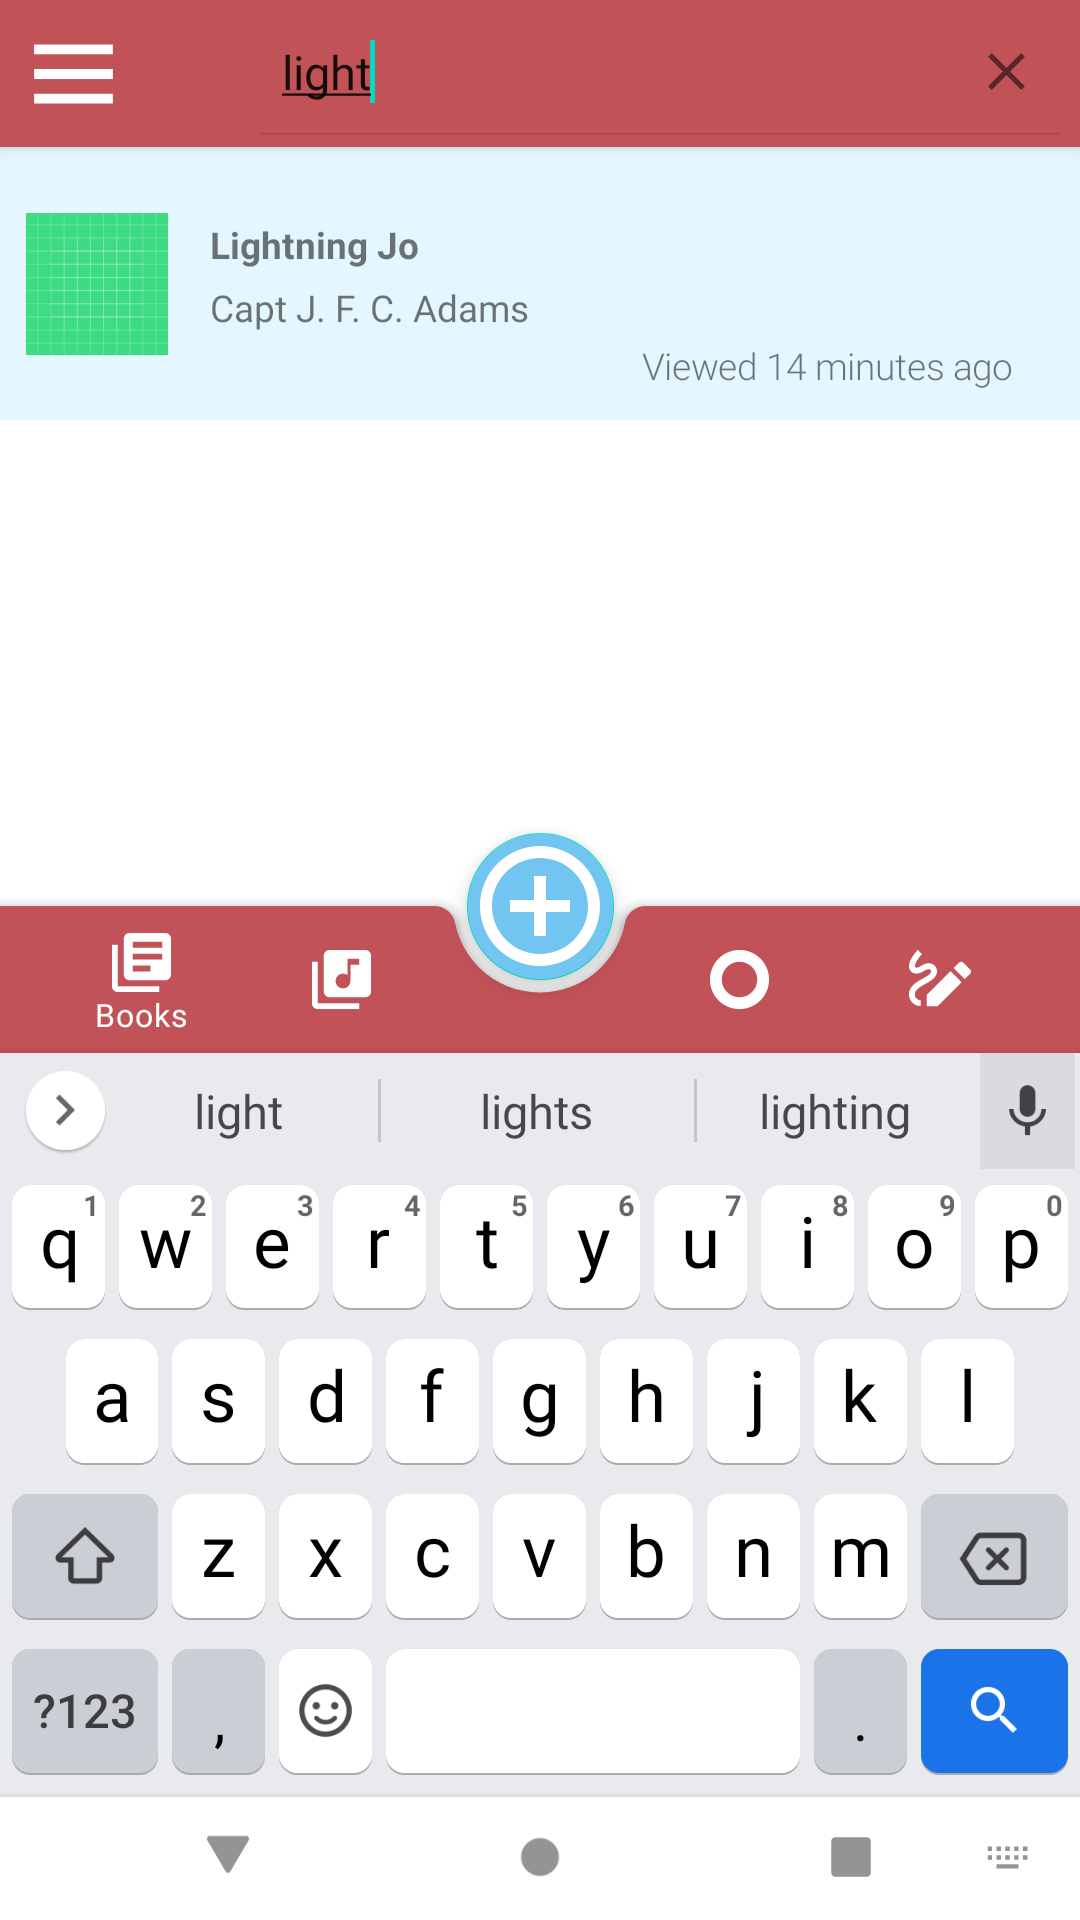 light
Lightning Jo
Capt J. F. C. Adams
Viewed 14 minutes ago
Books
light lights lighting
1 2 3 4 5 6 7 8 9 0
q w e r t y u i o p
a s d f g h j k l
z x c v b n m
?123 , .